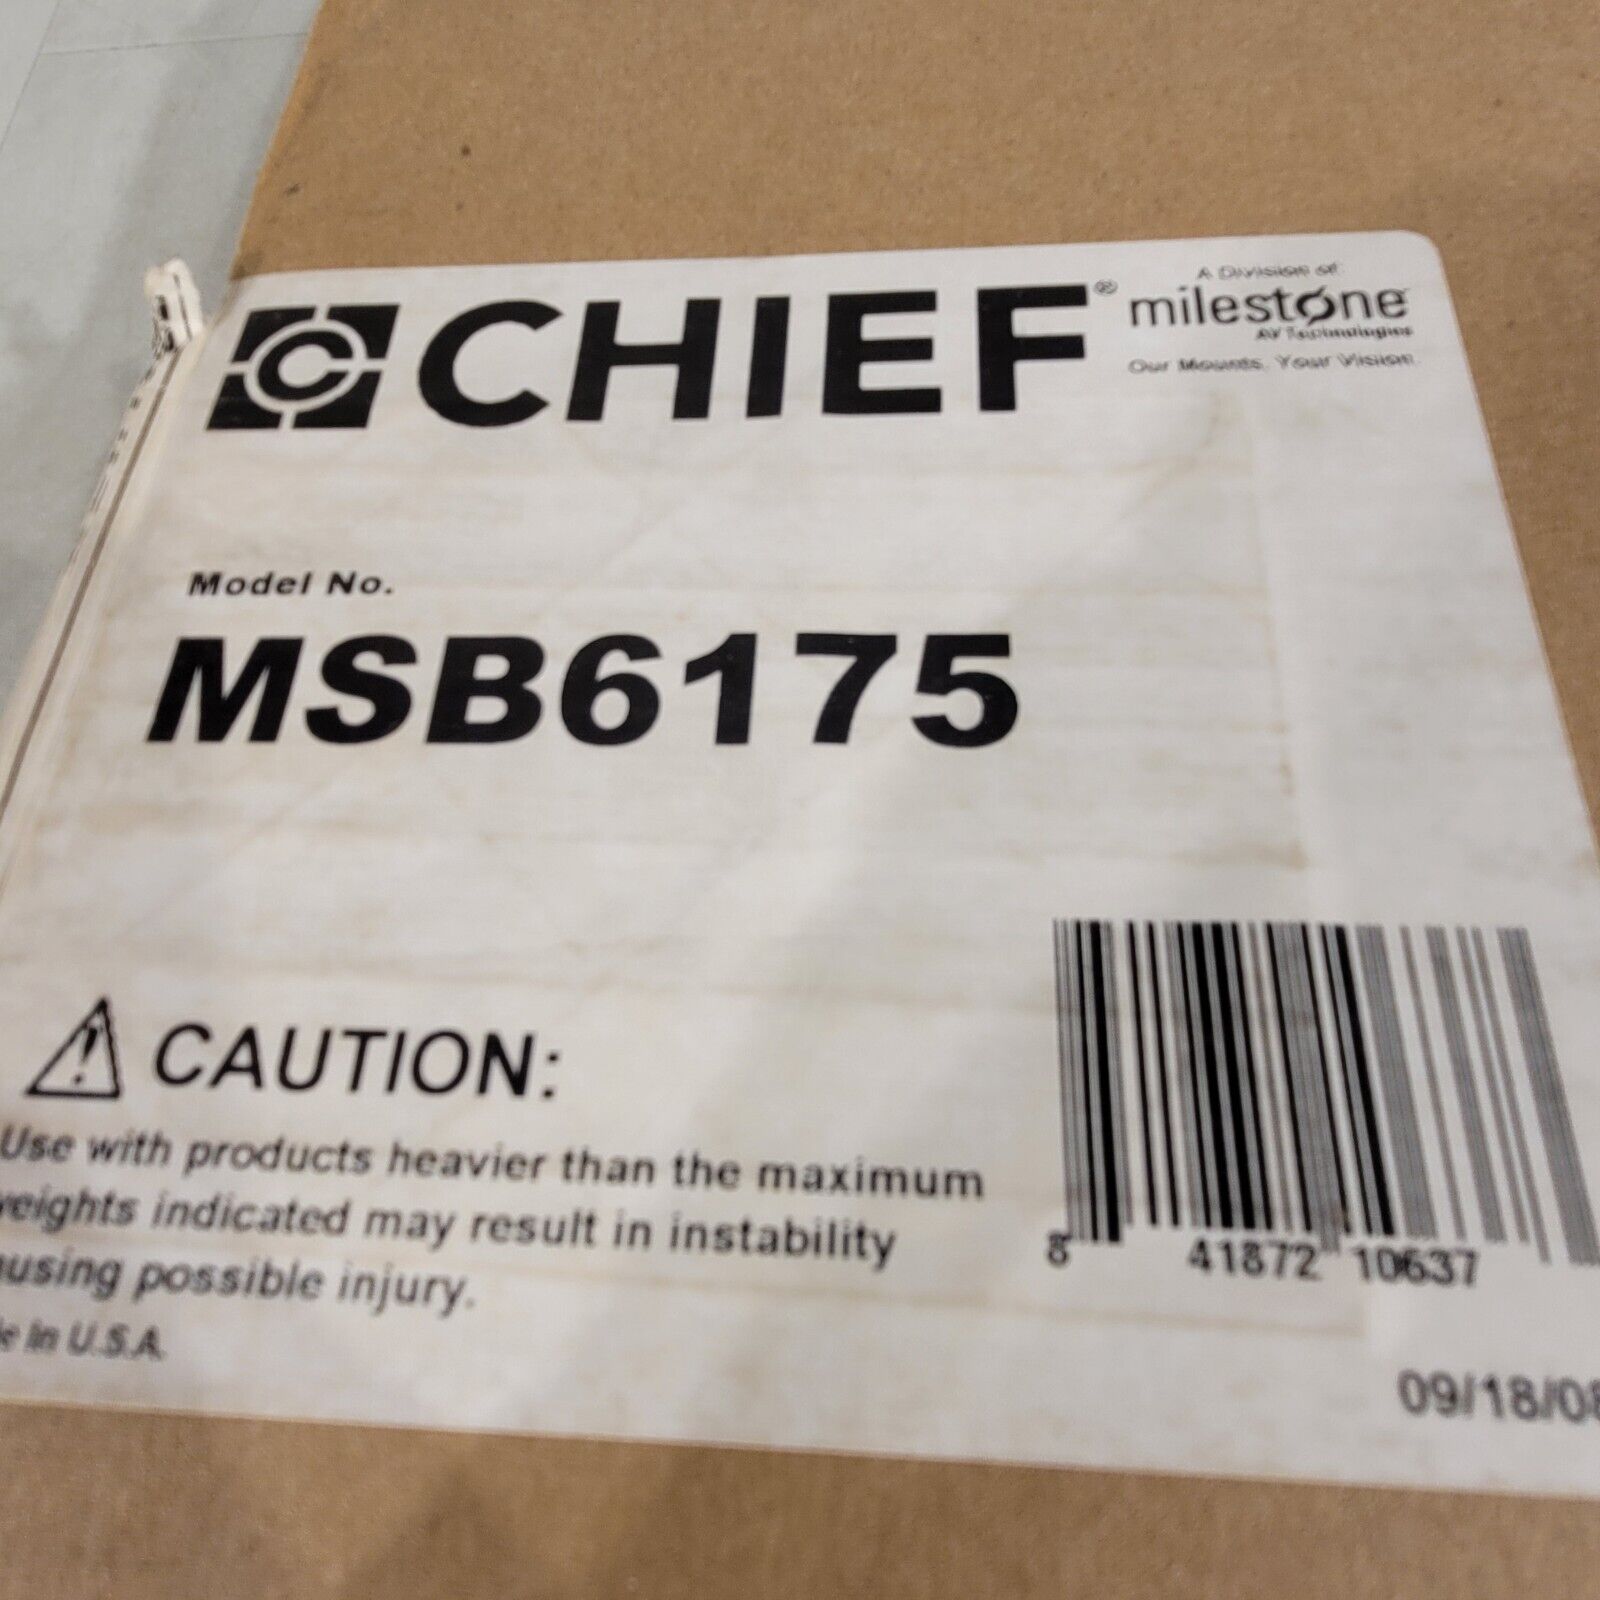 CHIEF®
A Division of:
milestone
AV Technologies
Our Mounts. Your Vision.
Model No.
MSB6175
CAUTION:
Use with products heavier than the maximum
weights indicated may result in instability
causing possible injury.
In U.S.A.
8 41872 10637
09/18/08